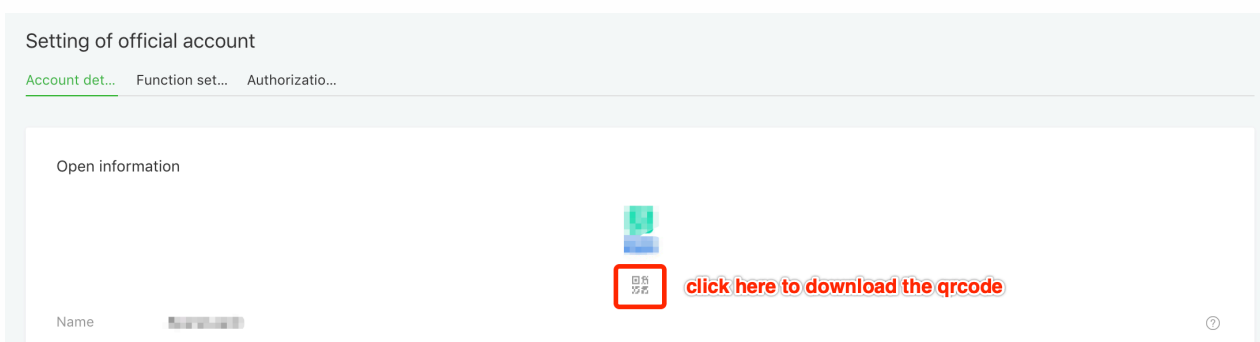 Setting of official account
Account det... Function set... Authorizatio...
Open information
click here to download the qrcode
Name
?